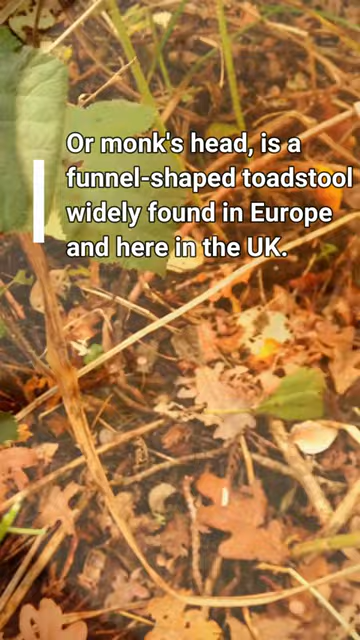 Or monk's head, is a
funnel-shaped toadstool
widely found in Europe
and here in the UK.